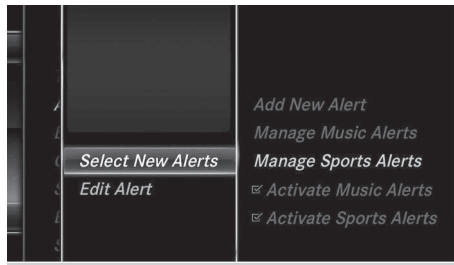 Select New Alerts
Edit Alert
Add New Alert
Manage Music Alerts
Manage Sports Alerts
Activate Music Alerts
Activate Sports Alerts